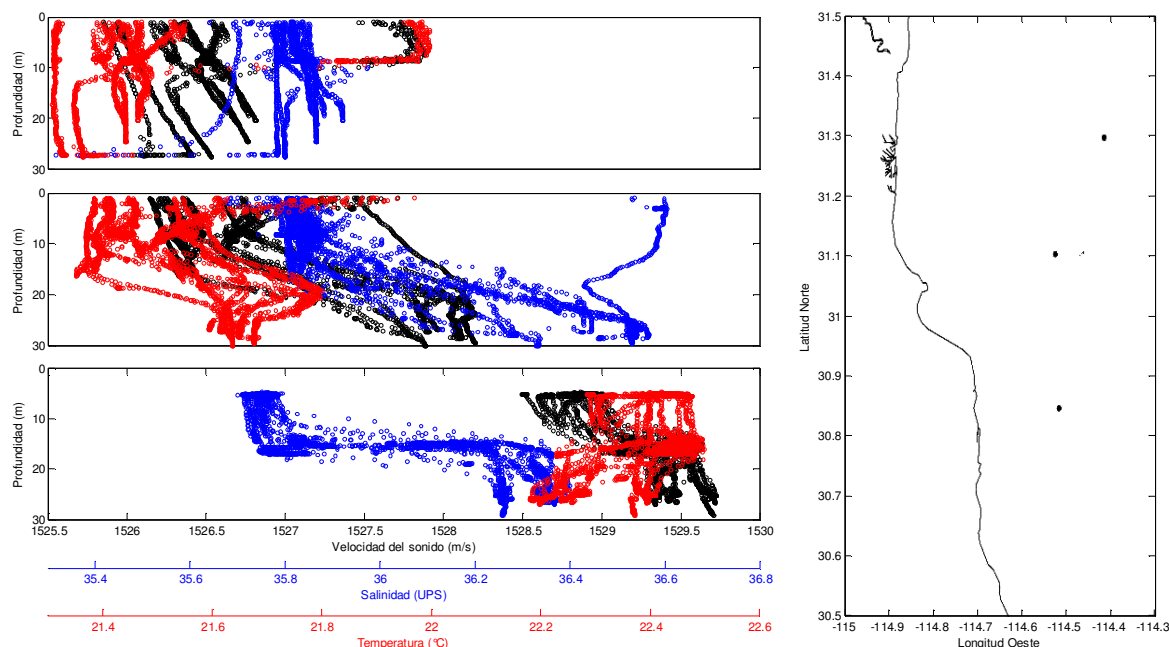 0
10
20
30
Profundidad (m)
0
10
20
30
Profundidad (m)
0
10
20
30
Profundidad (m)
1525.5 1526 1526.5 1527 1527.5 1528 1528.5 1529 1529.5 1530
Velocidad del sonido (m/s)
35.4 35.6 35.8 36 36.2 36.4 36.6 36.8
Salinidad (UPS)
21.4 21.6 21.8 22 22.2 22.4 22.6
Temperatura (°C)
31.5
31.4
31.3
31.2
31.1
31
30.9
30.8
30.7
30.6
30.5
Latitud Norte
-115 -114.9 -114.8 -114.7 -114.6 -114.5 -114.4 -114.3
Longitud Oeste